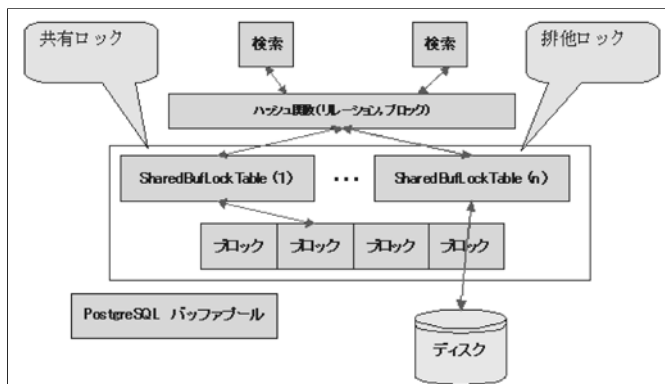 共有ロック
検索
検索
排他ロック
ハッシュ関数(リレーション,ブロック)
SharedBufLockTable (1)
・・・
SharedBufLockTable (n)
ブロック
ブロック
ブロック
ブロック
PostgreSQL バッファプール
ディスク